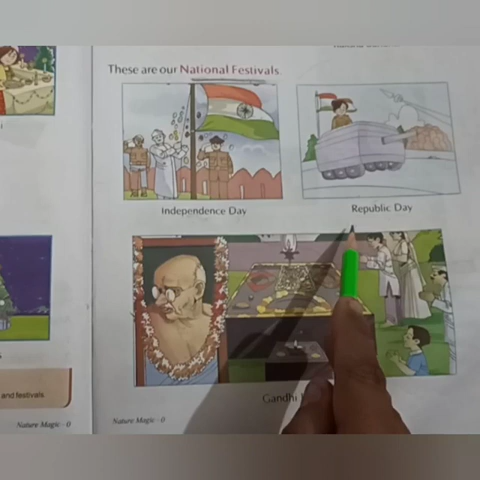 These are our National Festivals.
Independence Day
Republic Day
Gandhi
and festivals
Nature Magic - 0
Nature Magic - 0